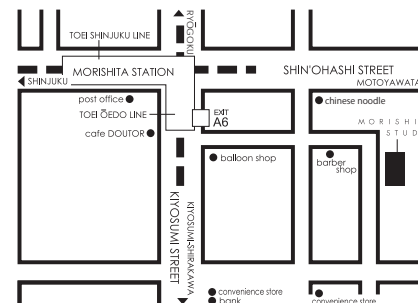 RYŌGOKU
TOEI SHINJUKU LINE
MORISHITA STATION
SHIN'OHASHI STREET
SHINJUKU
MOTOYAWATA
post office
chinese noodle
TOEI ŌEDO LINE
EXIT
A6
MORISHI
STUD
cafe DOUTOR
balloon shop
barber
shop
KIYOSUMI STREET
KIYOSUMI-SHIRAKAWA
convenience store
bank
convenience store